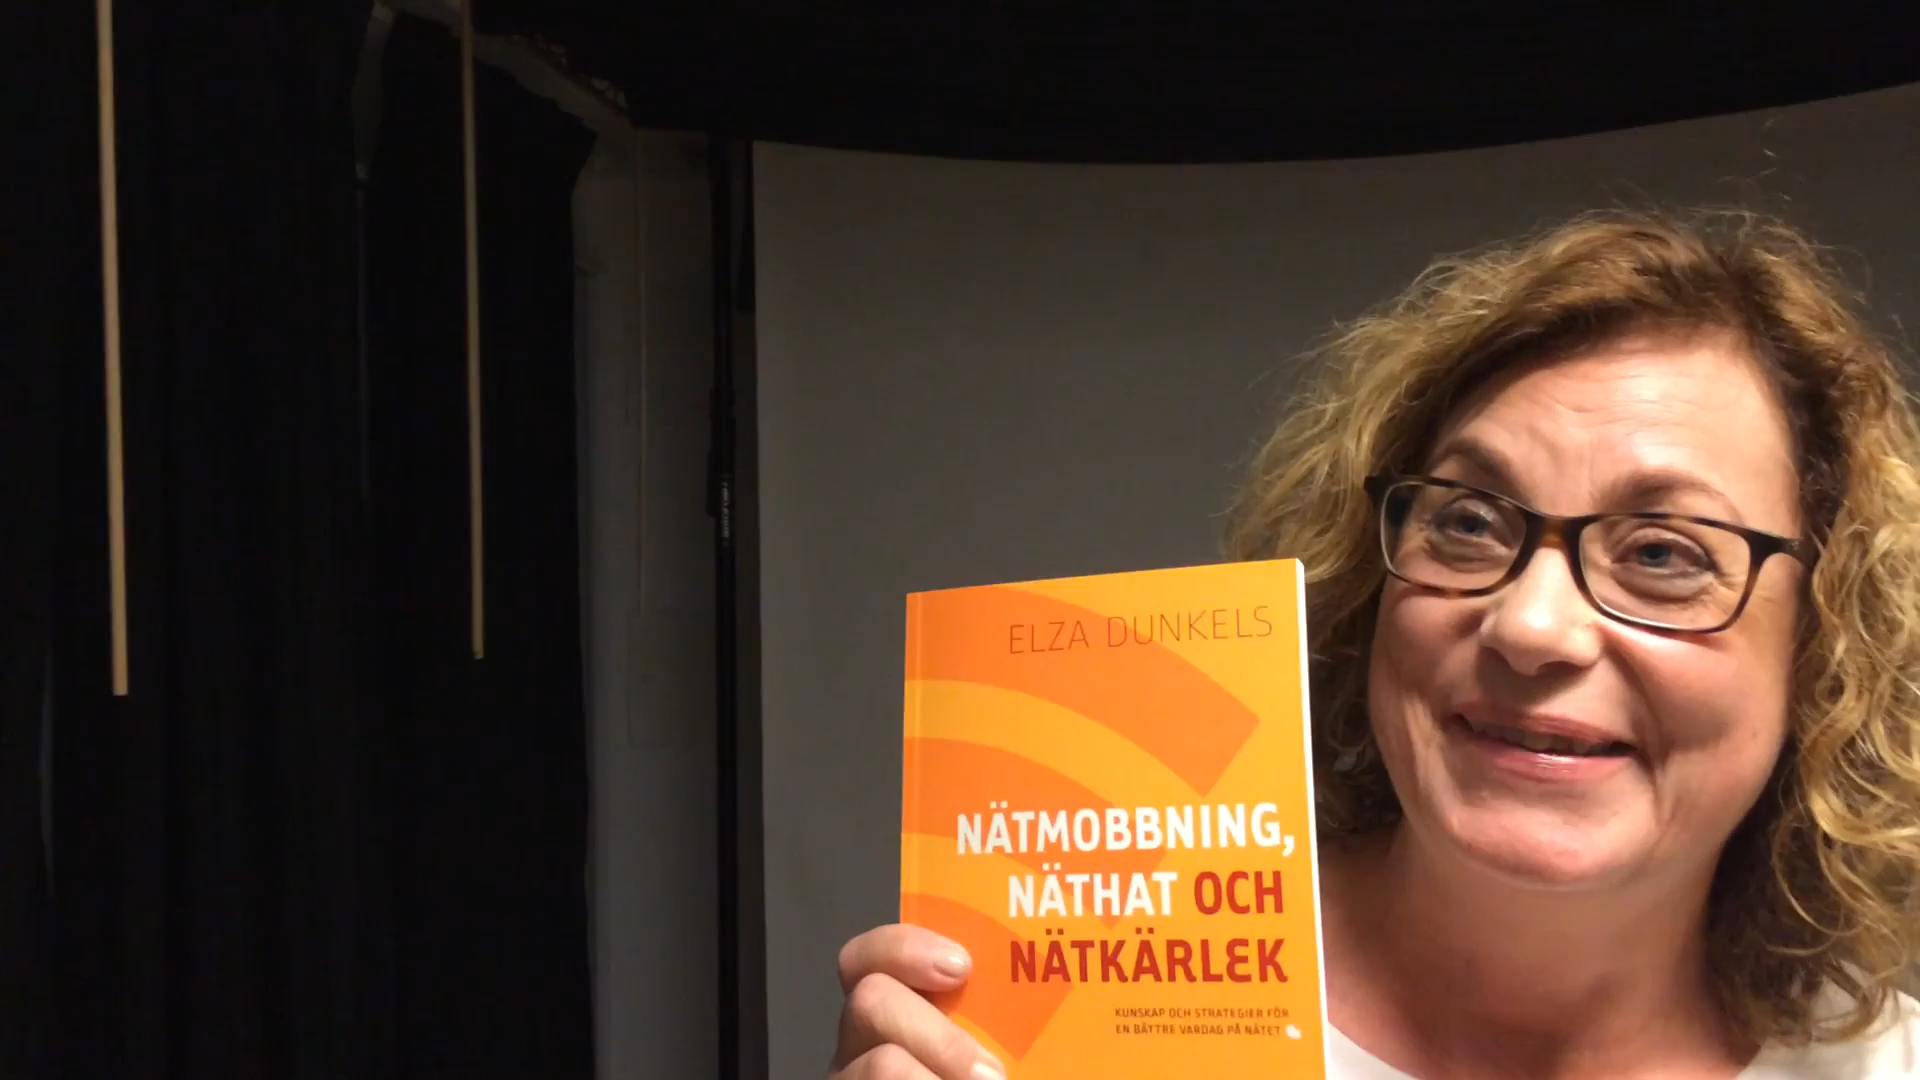 ELZA DUNKELS
NÄTMOBBNING,
NÄTHAT OCH
NÄTKÄRLEK
KUNSKAP OCH STRATEGIER FÖR
EN BÄTTRE VARDAG PÅ NÄTET